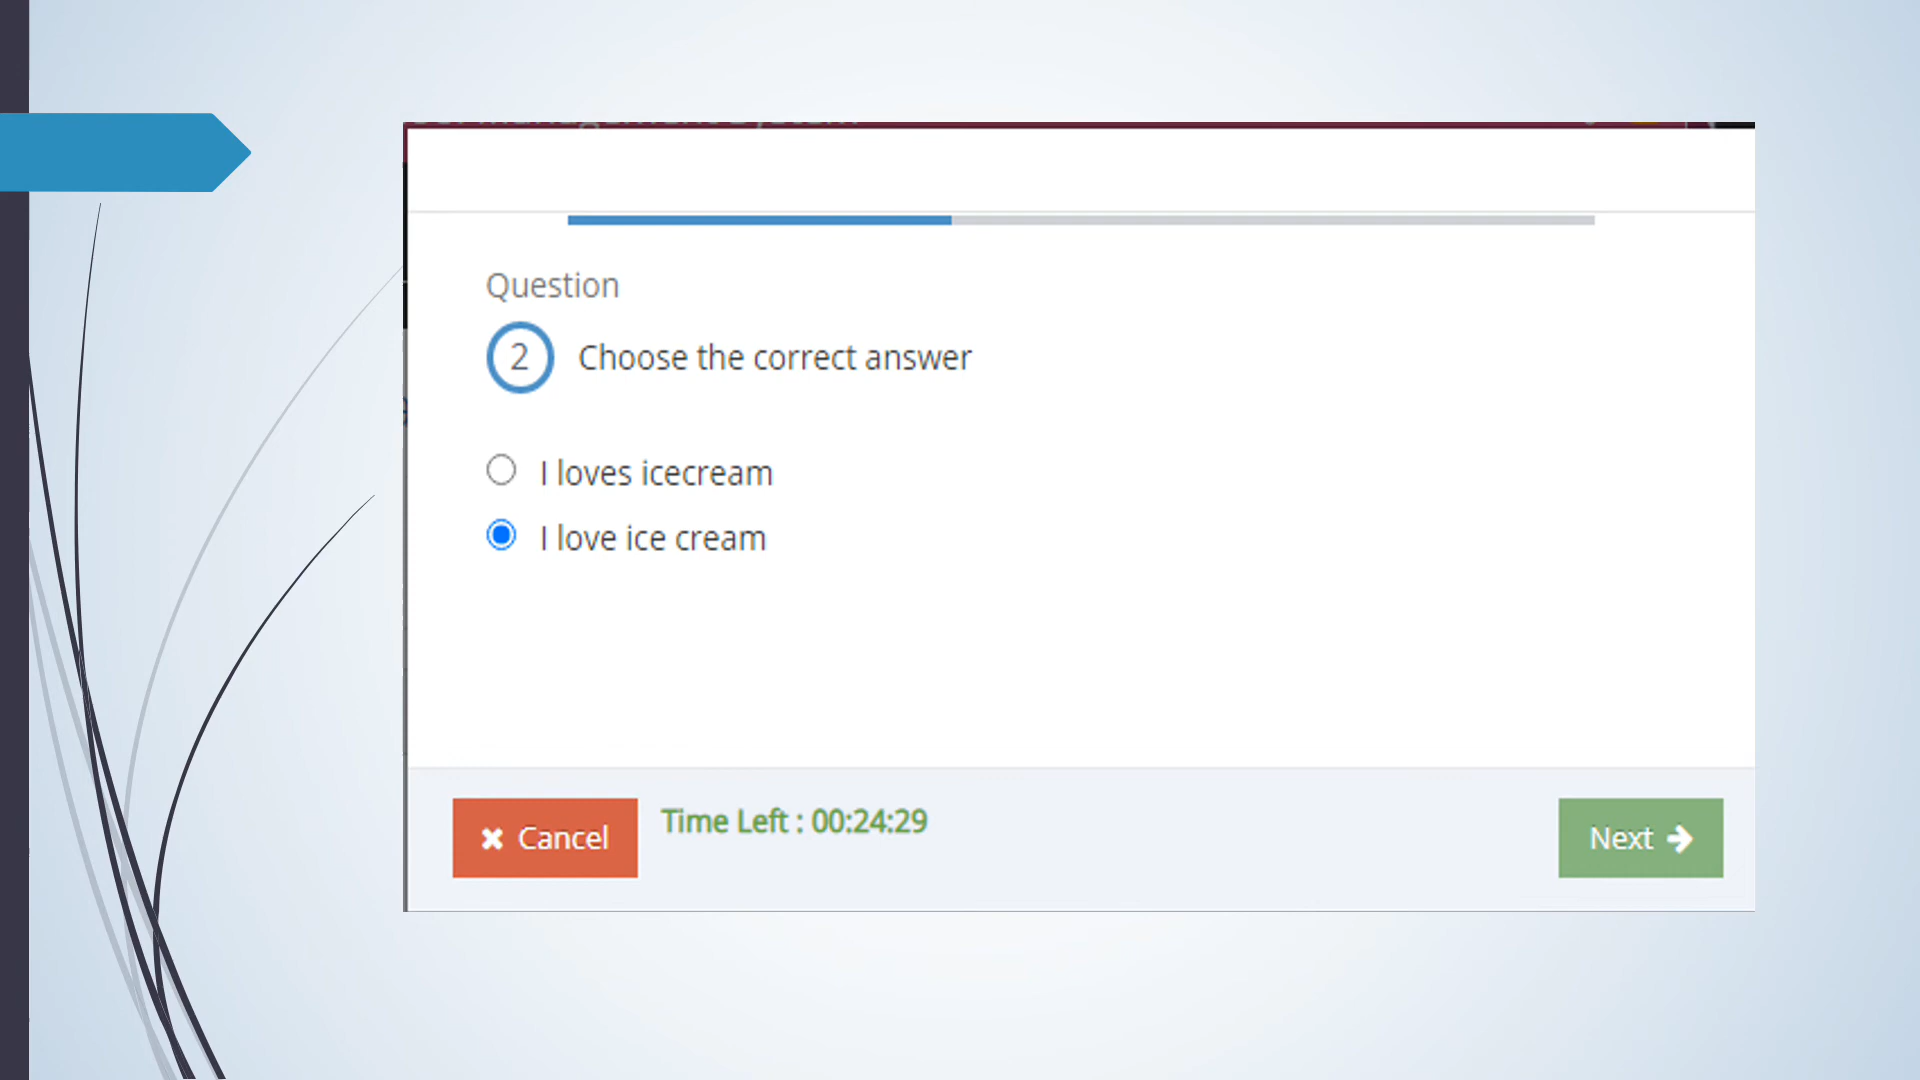 Question
2 Choose the correct answer
I loves icecream
I love ice cream
Cancel
Time Left : 00:24:29
Next